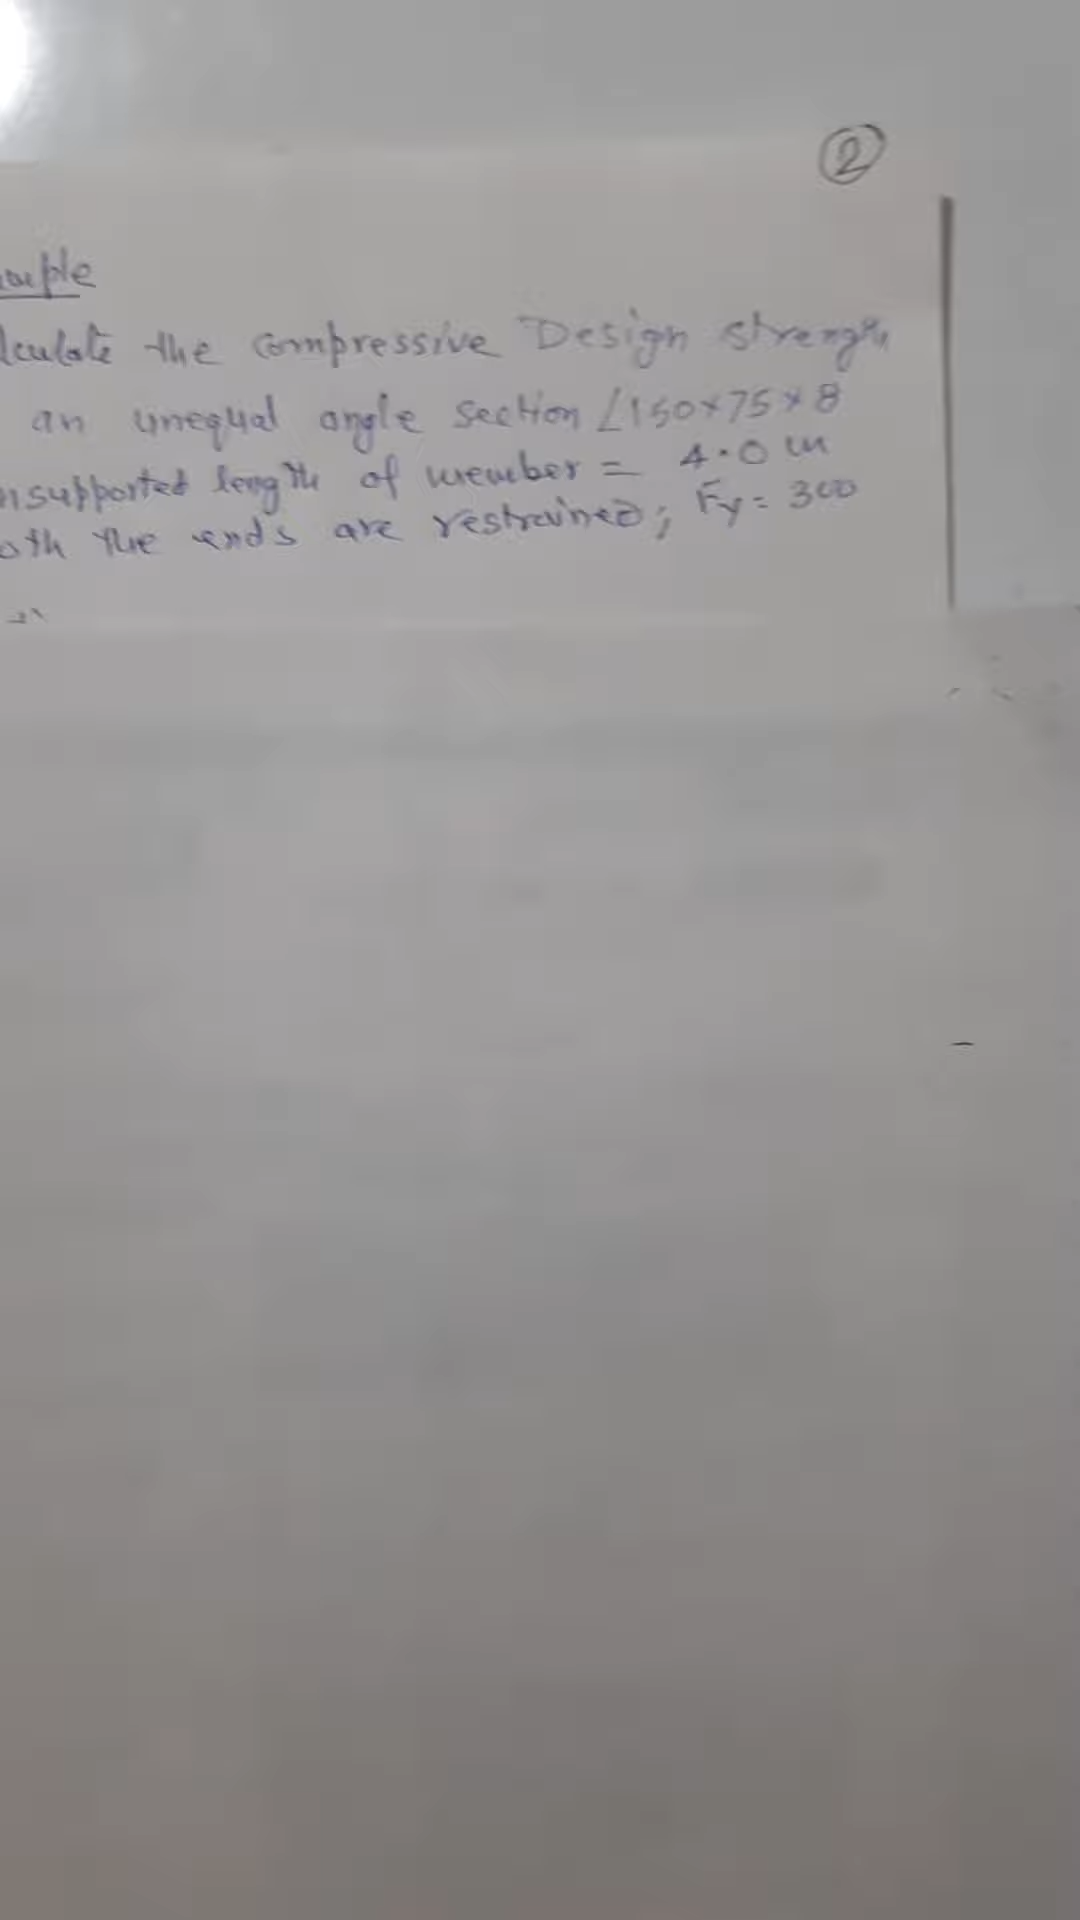 ②
ample
lculate the compressive Design strength
an unequal angle section ∠150×75×8
nsupported length of member = 4.0 m
oth the ends are restrained; Fy = 300